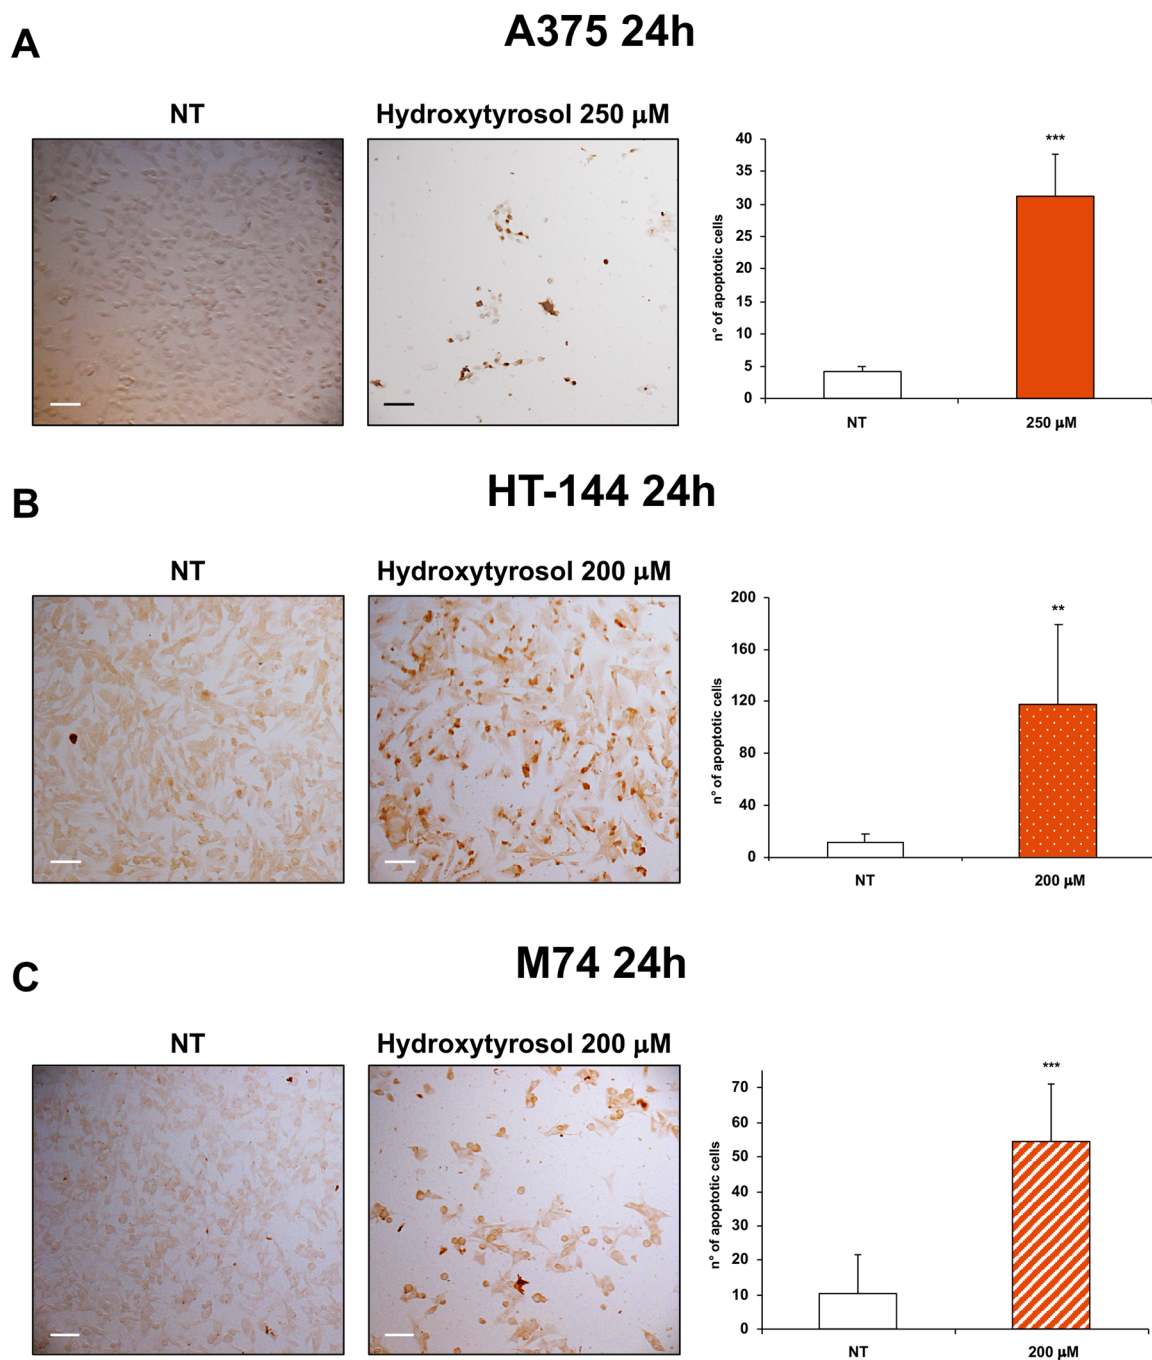 A
A375 24h
NT
Hydroxytyrosol 250 µM
n° of apoptotic cells
40
35
30
25
20
15
10
5
0
***
NT
250 µM
B
HT-144 24h
NT
Hydroxytyrosol 200 µM
n° of apoptotic cells
200
160
120
80
40
0
**
NT
200 µM
C
M74 24h
NT
Hydroxytyrosol 200 µM
n° of apoptotic cells
70
60
50
40
30
20
10
0
***
NT
200 µM